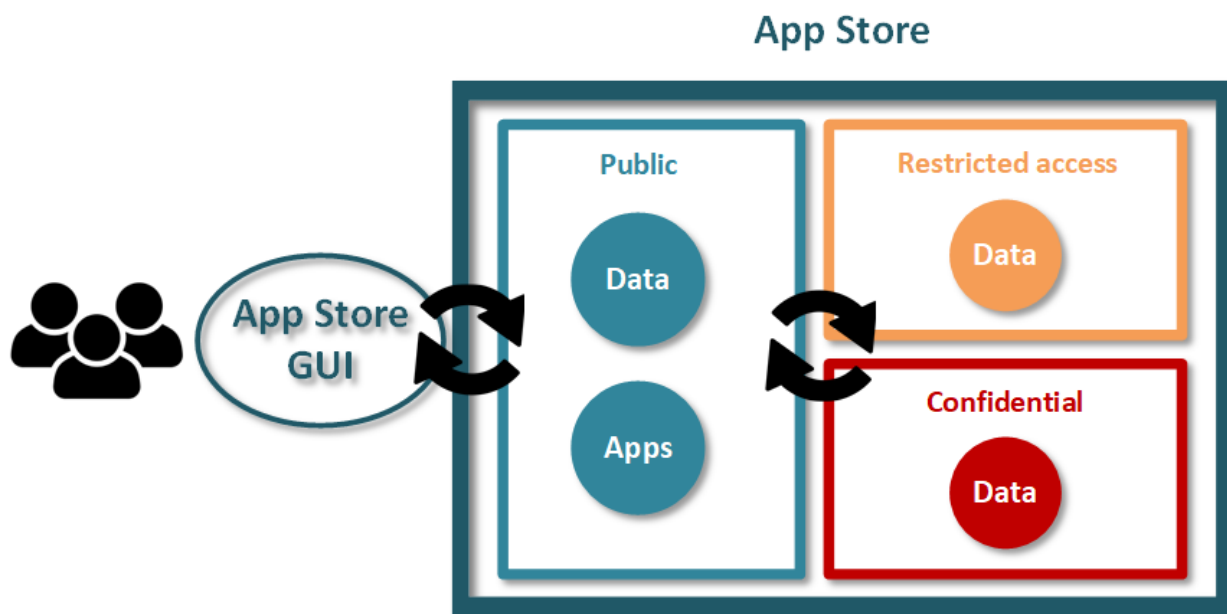 App Store
App Store
GUI
Public
Data
Apps
Restricted access
Data
Confidential
Data